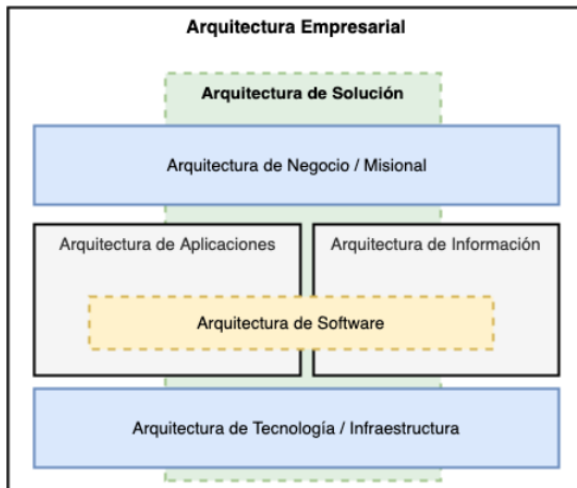 Arquitectura Empresarial
Arquitectura de Solución
Arquitectura de Negocio / Misional
Arquitectura de Aplicaciones
Arquitectura de Información
Arquitectura de Software
Arquitectura de Tecnología / Infraestructura